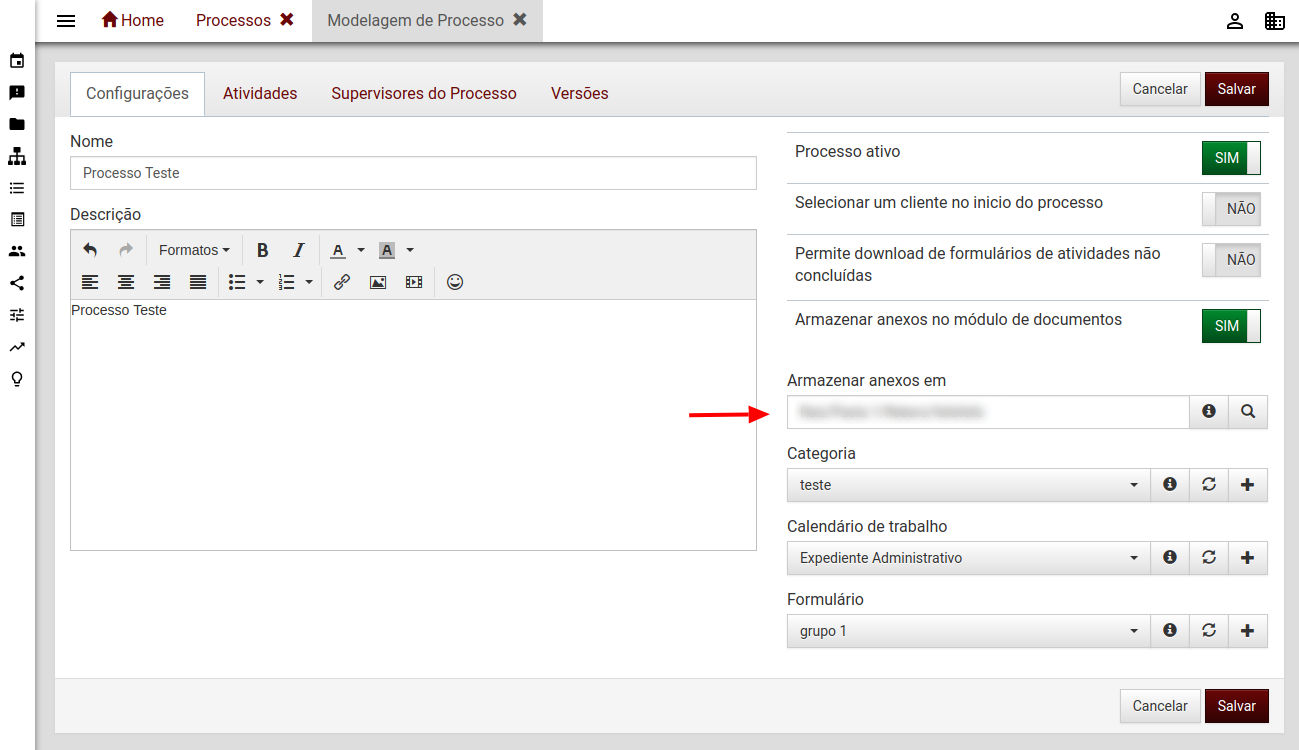 Home
Processos
Modelagem de Processo
Configurações
Atividades
Supervisores do Processo
Versões
Cancelar
Salvar
Nome
Processo Teste
Descrição
Formatos
B
I
A
A
Processo Teste
Processo ativo
SIM
Selecionar um cliente no inicio do processo
NÃO
Permite download de formulários de atividades não
concluídas
NÃO
Armazenar anexos no módulo de documentos
SIM
Armazenar anexos em
Categoria
teste
Calendário de trabalho
Expediente Administrativo
Formulário
grupo 1
Cancelar
Salvar